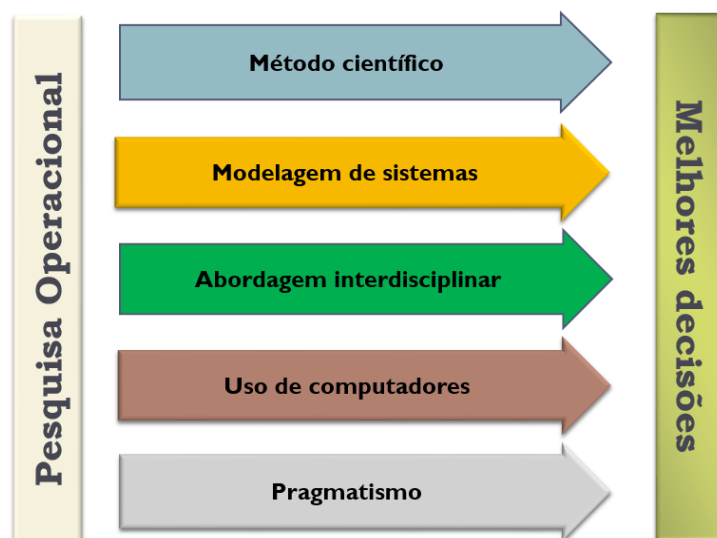 Pesquisa Operacional
Método científico
Modelagem de sistemas
Abordagem interdisciplinar
Uso de computadores
Pragmatismo
Melhores decisões